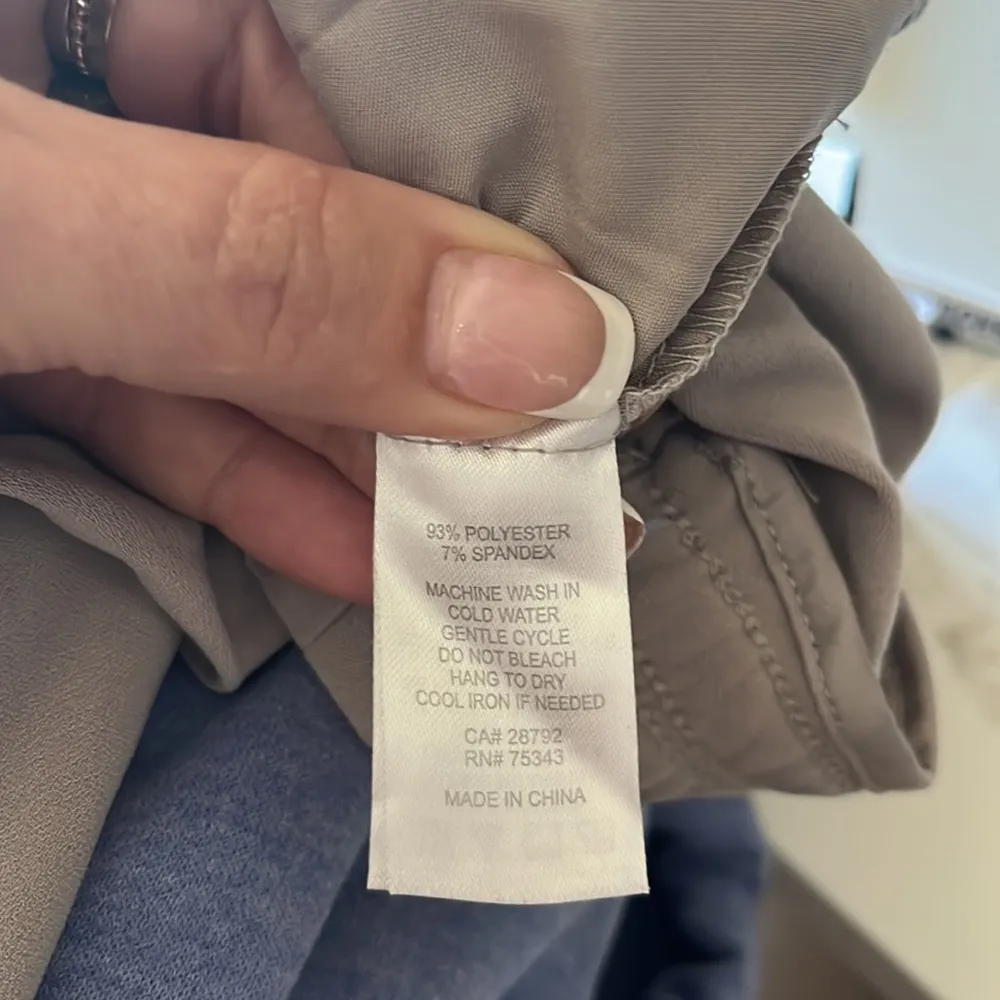 93% POLYESTER
7% SPANDEX
MACHINE WASH IN
COLD WATER
GENTLE CYCLE
DO NOT BLEACH
HANG TO DRY
COOL IRON IF NEEDED
CA# 28792
RN# 75343
MADE IN CHINA